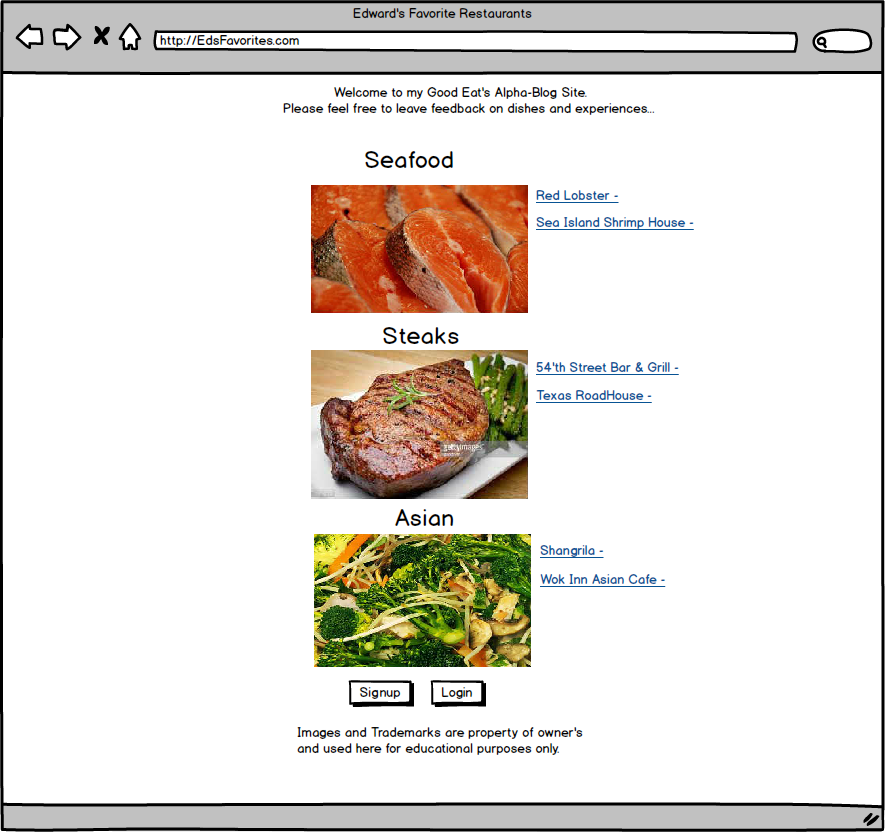 Edward's Favorite Restaurants
http://EdsFavorites.com
Welcome to my Good Eat's Alpha-Blog Site.
Please feel free to leave feedback on dishes and experiences...
Seafood
Red Lobster -
Sea Island Shrimp House -
Steaks
54'th Street Bar & Grill -
Texas RoadHouse -
gettyimages
Asian
Shangrila -
Wok Inn Asian Cafe -
Signup
Login
Images and Trademarks are property of owner's
and used here for educational purposes only.